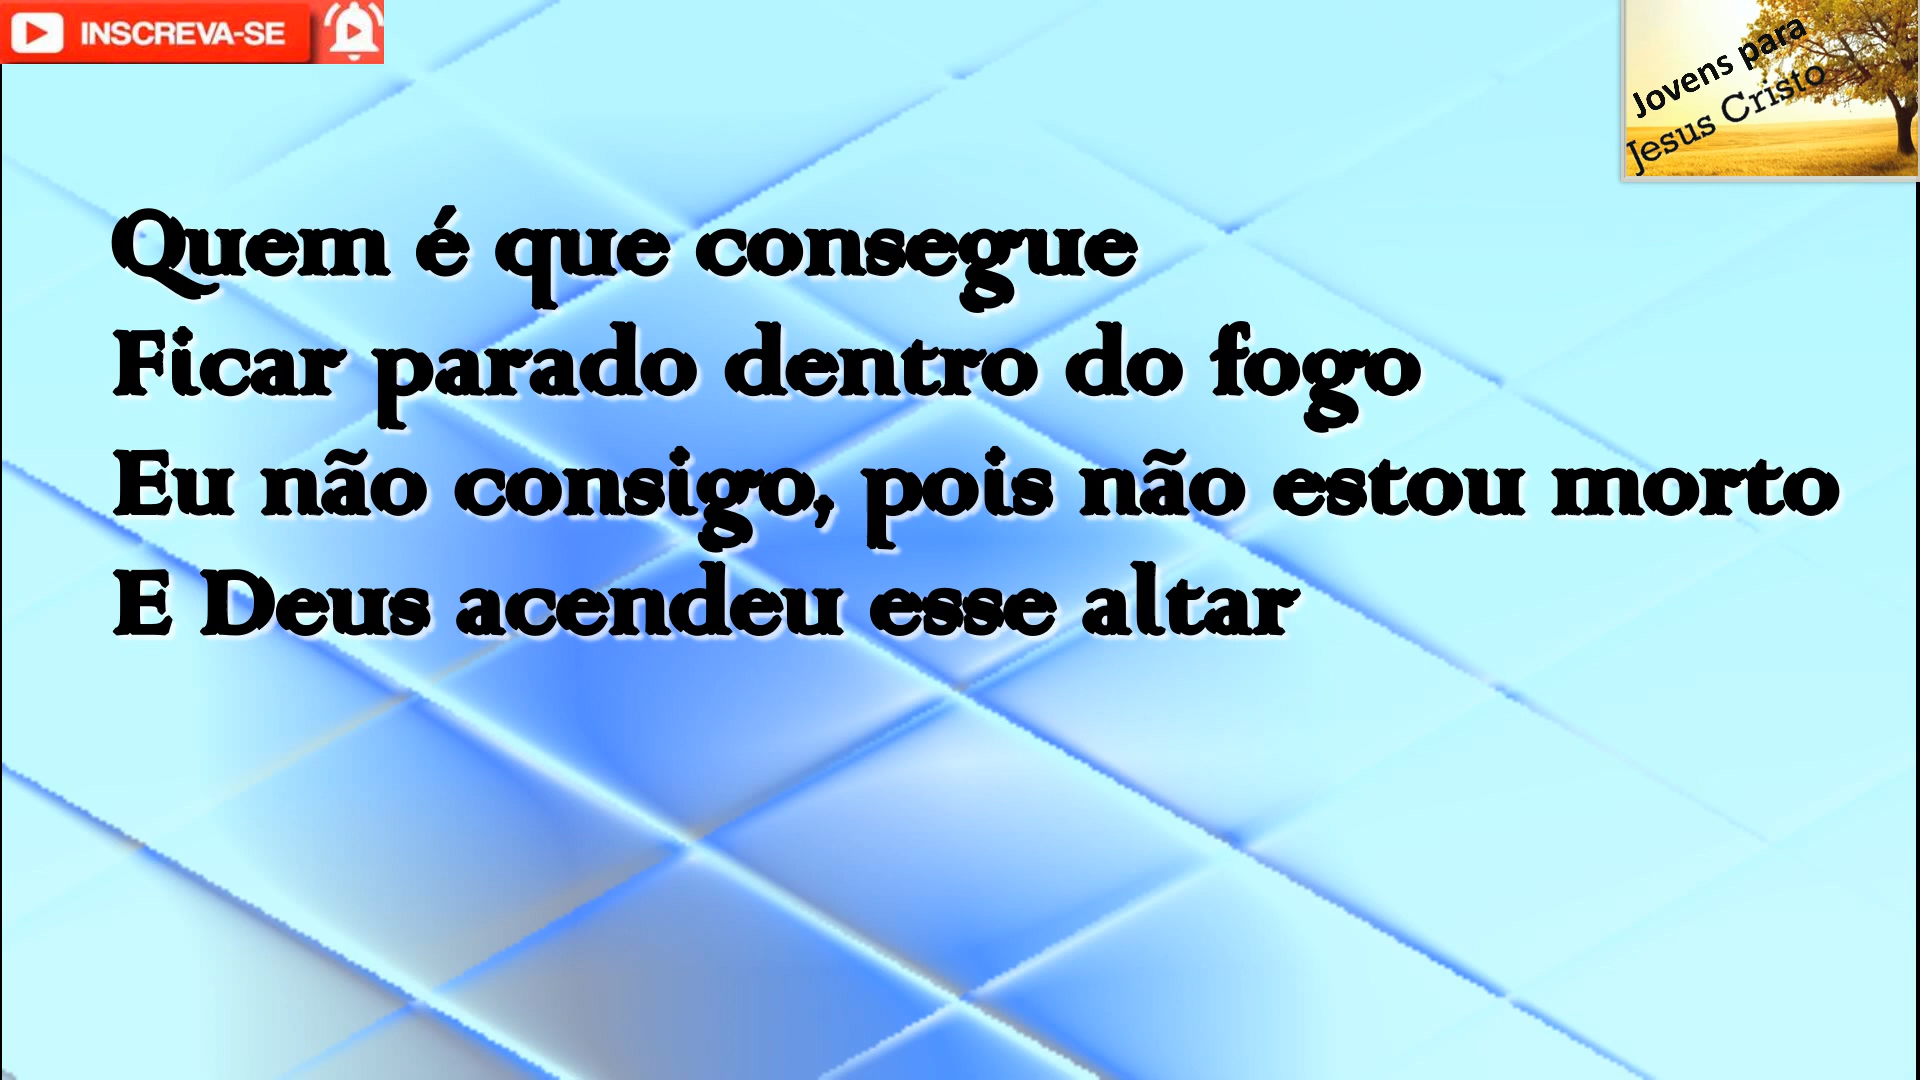 INSCREVA-SE
Jovens para
Jesus Cristo
Quem é que consegue
Ficar parado dentro do fogo
Eu não consigo, pois não estou morto
E Deus acendeu esse altar